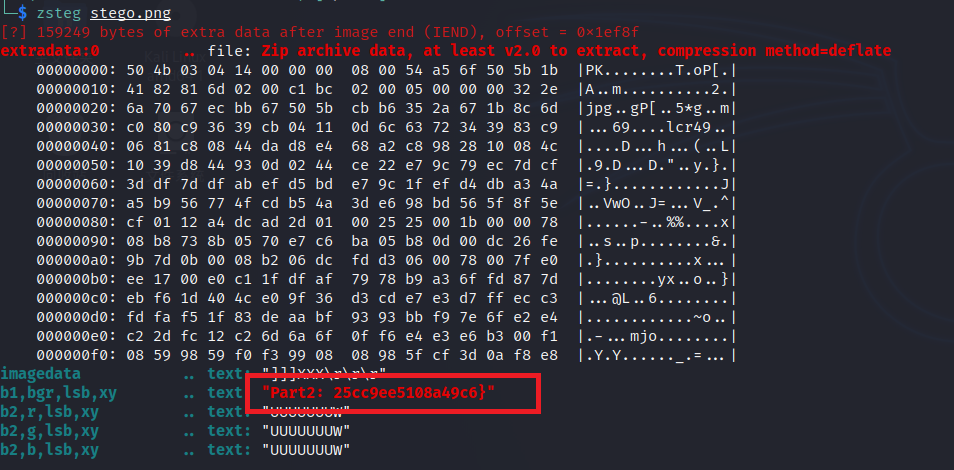 └─$ zsteg stego.png
[?] 159249 bytes of extra data after image end (IEND), offset = 0x1ef8f
extradata:0 .. file: Zip archive data, at least v2.0 to extract, compression method=deflate
00000000: 50 4b 03 04 14 00 00 00 08 00 54 a5 6f 50 5b 1b |PK........T.oP[.|
00000010: 41 82 81 6d 02 00 c1 bc 02 00 05 00 00 00 32 2e |A..m..........2.|
00000020: 6a 70 67 ec bb 67 50 5b cb b6 35 2a 67 1b 8c 6d |jpg..gP[..5*g..m|
00000030: c0 80 c9 36 39 cb 04 11 0d 6c 63 72 34 39 83 c9 |...69....lcr49..|
00000040: 06 81 c8 08 44 da d8 e4 68 a2 c8 98 28 10 08 4c |....D...h...(..L|
00000050: 10 39 d8 44 93 0d 02 44 ce 22 e7 9c 79 ec 7d cf |.9.D...D."..y.}.|
00000060: 3d df 7d df ab ef d5 bd e7 9c 1f ef d4 db a3 4a |=.}............J|
00000070: a5 b9 56 77 4f cd b5 4a 3d e6 98 bd 56 5f 8f 5e |..VwO..J=...V_.^|
00000080: cf 01 12 a4 dc ad 2d 01 00 25 25 00 1b 00 00 78 |......-..%%....x|
00000090: 08 b8 73 8b 05 70 e7 c6 ba 05 b8 0d 00 dc 26 fe |..s..p........&.|
000000a0: 9b 7d 0b 00 08 b2 06 dc fd d3 06 00 78 00 7f e0 |.}..........x...|
000000b0: ee 17 00 e0 c1 1f df af 79 78 b9 a3 6f fd 87 7d |........yx..o..}|
000000c0: eb f6 1d 40 4c e0 9f 36 d3 cd e7 e3 d7 ff ec c3 |...@L..6........|
000000d0: fd fa f5 1f 83 de aa bf 93 93 bb f9 7e 6f e2 e4 |............~o..|
000000e0: c2 2d fc 12 c2 6d 6a 6f 0f f6 e4 e3 e6 b3 00 f1 |.-...mjo........|
000000f0: 08 59 98 59 f0 f3 99 08 08 98 5f cf 3d 0a f8 e8 |.Y.Y......_.=...|
imagedata .. text: "]]]XXX\r\r\r"
b1,bgr,lsb,xy .. text: "Part2: 25cc9ee5108a49c6}"
b2,r,lsb,xy .. text: "UUUUUUUW"
b2,g,lsb,xy .. text: "UUUUUUUW"
b2,b,lsb,xy .. text: "UUUUUUUW"